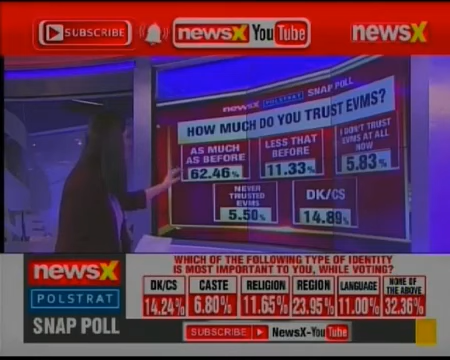 SUBSCRIBE
newsX YouTube
newsX
newsX POLSTRAT SNAP POLL
HOW MUCH DO YOU TRUST EVMS?
AS MUCH
AS BEFORE
62.46%
LESS THAT
BEFORE
11.33%
I DON'T TRUST
EVMS AT ALL
NOW
5.83%
NEVER
TRUSTED
EVMS
5.50%
DK/CS
14.89%
newsX
POLSTRAT
SNAP POLL
WHICH OF THE FOLLOWING TYPE OF IDENTITY
IS MOST IMPORTANT TO YOU, WHILE VOTING?
DK/CS
14.24%
CASTE
6.80%
RELIGION
11.65%
REGION
23.95%
LANGUAGE
11.00%
NONE OF
THE ABOVE
32.36%
SUBSCRIBE NewsX-YouTube